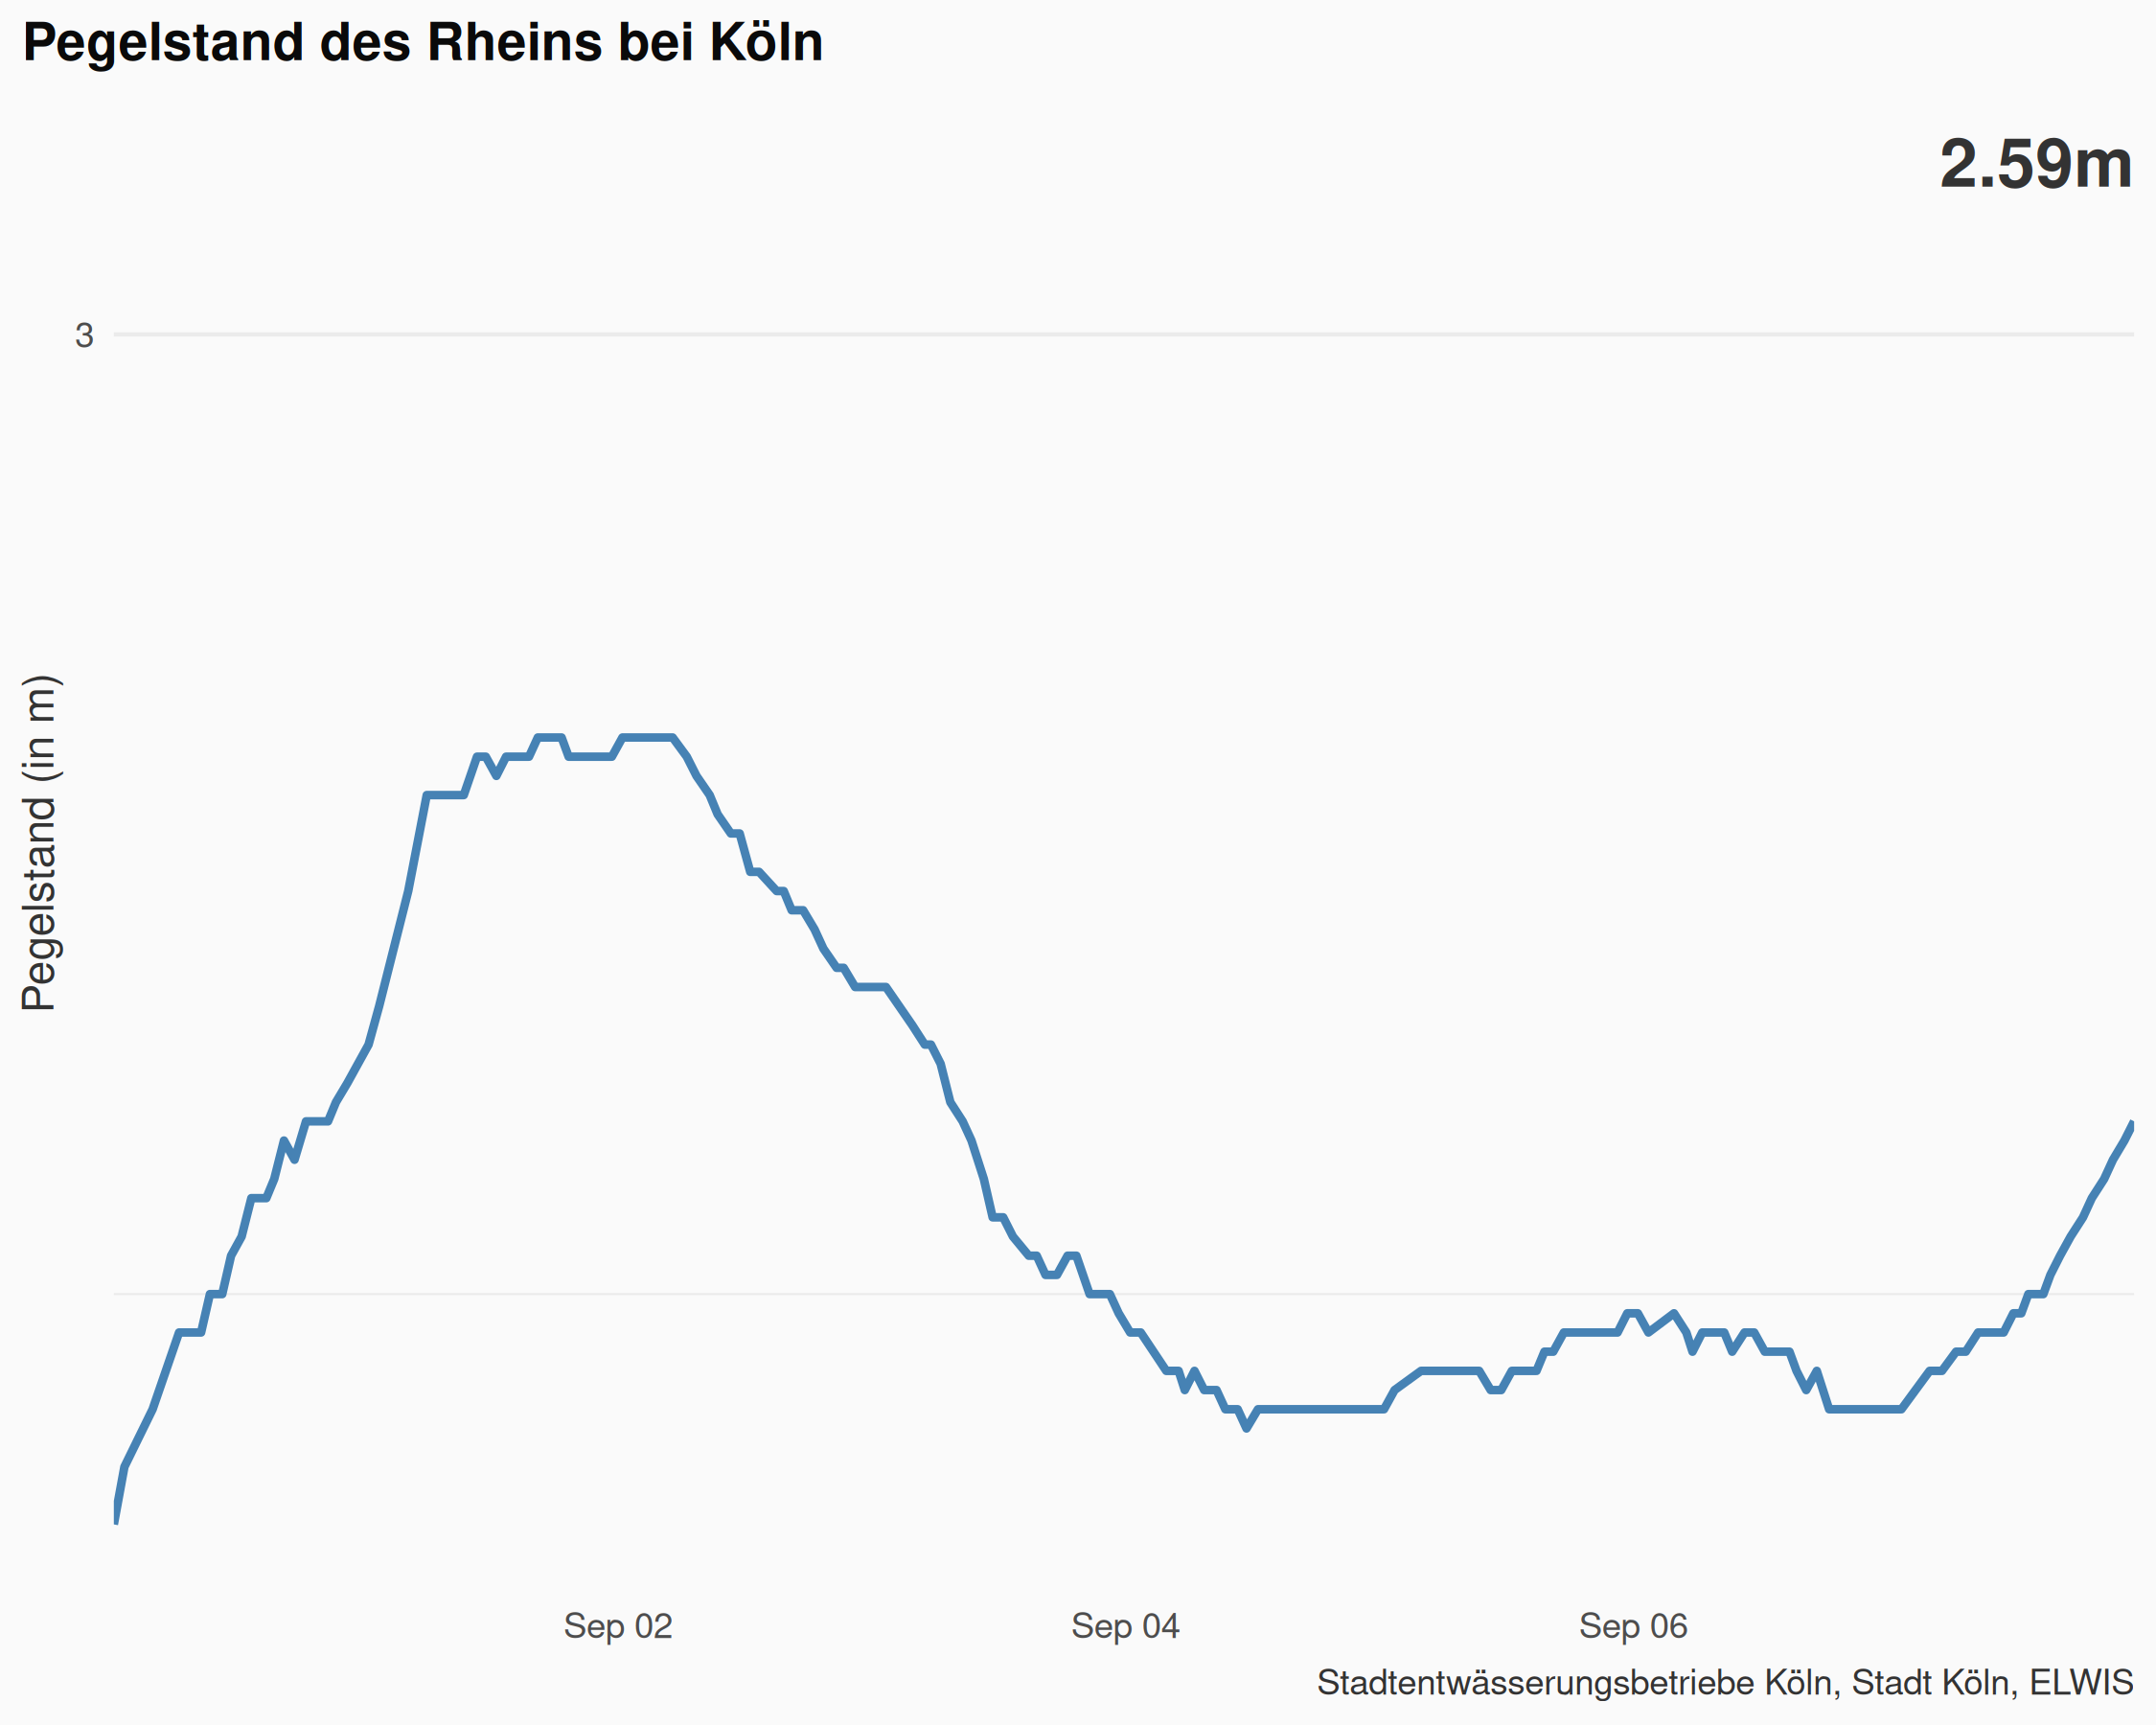 Pegelstand des Rheins bei Köln
2.59m
3
Pegelstand (in m)
Sep 02
Sep 04
Sep 06
Stadtentwässerungsbetriebe Köln, Stadt Köln, ELWIS